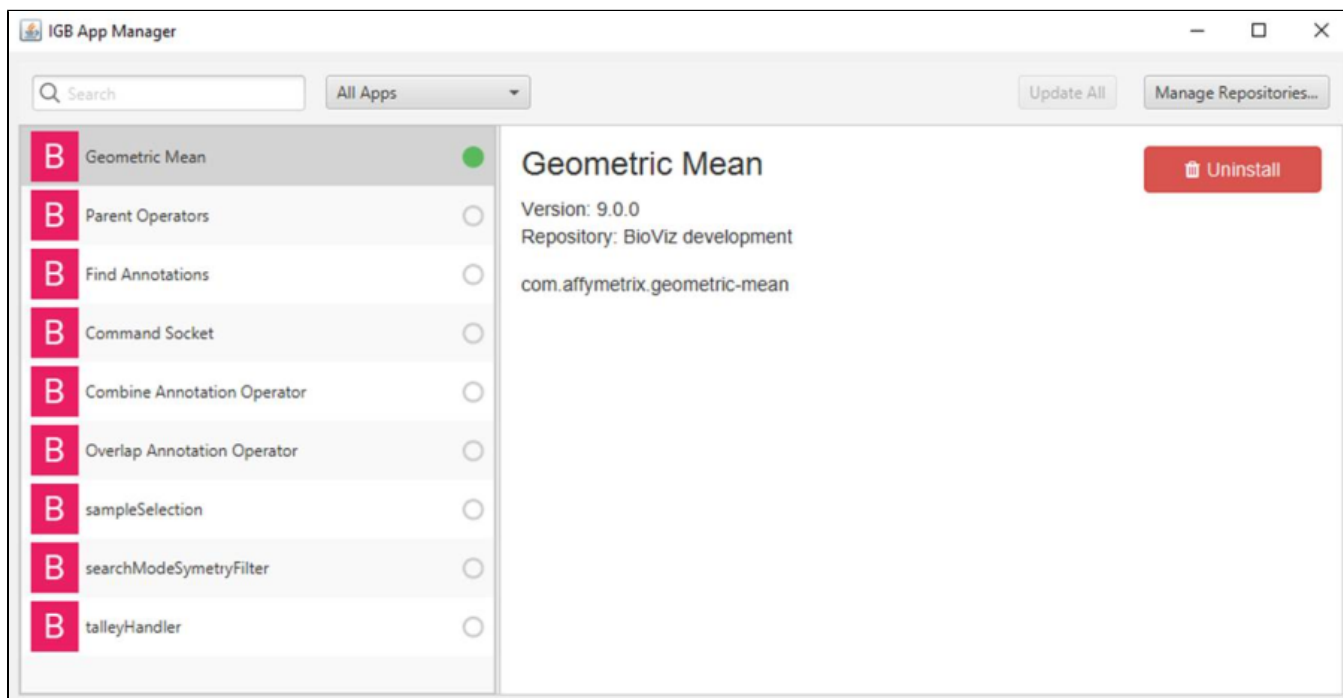 IGB App Manager
Search
All Apps
Update All
Manage Repositories...
B Geometric Mean
B Parent Operators
B Find Annotations
B Command Socket
B Combine Annotation Operator
B Overlap Annotation Operator
B sampleSelection
B searchModeSymetryFilter
B talleyHandler
Geometric Mean
Uninstall
Version: 9.0.0
Repository: BioViz development
com.affymetrix.geometric-mean